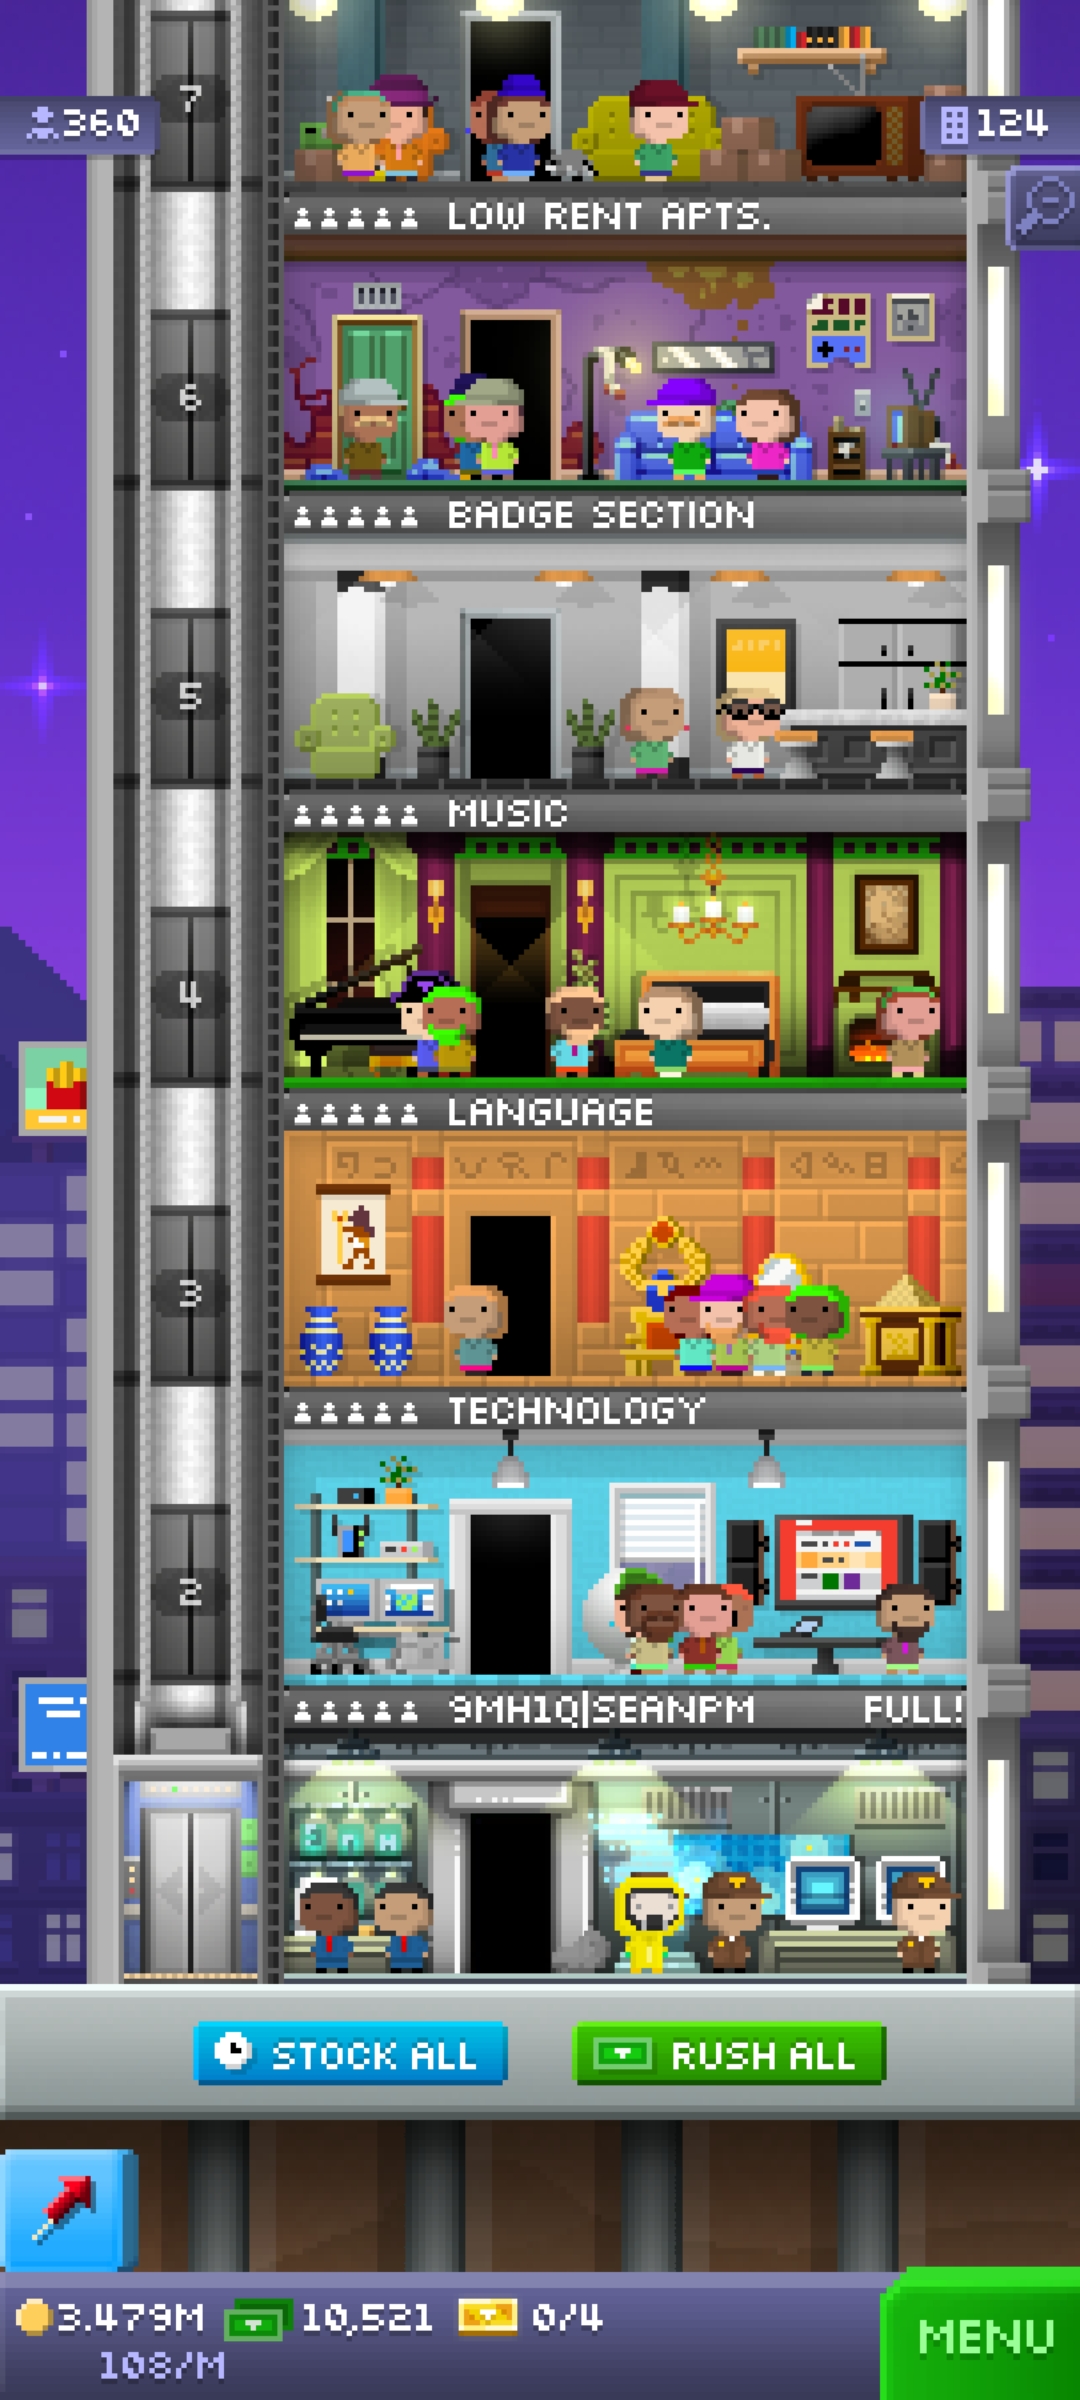 7
360
124
LOW RENT APTS.
6
BADGE SECTION
5
MUSIC
4
LANGUAGE
3
TECHNOLOGY
2
9MH1Q|SEANPM FULL!
STOCK ALL
RUSH ALL
3.479M 10,521 0/4
108/M
MENU